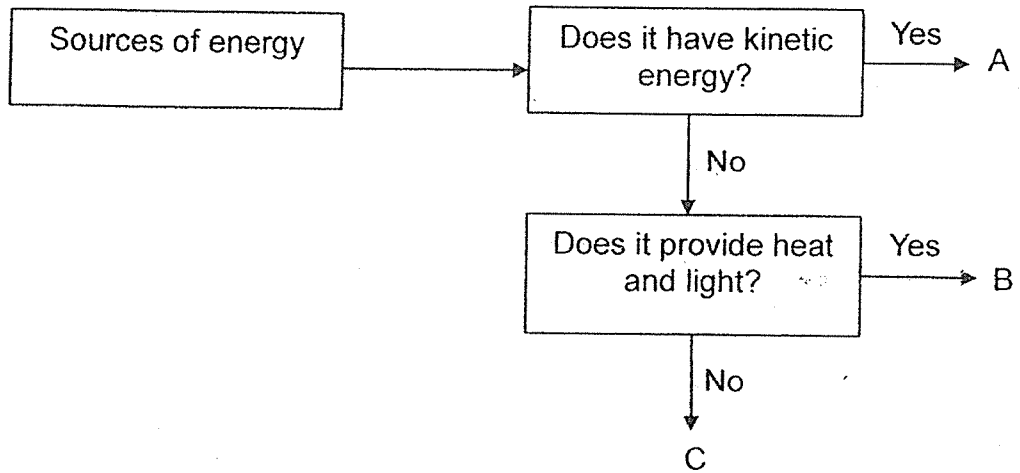 Sources of energy
Does it have kinetic
energy?
Yes
A
No
Does it provide heat
and light?
Yes
B
No
C